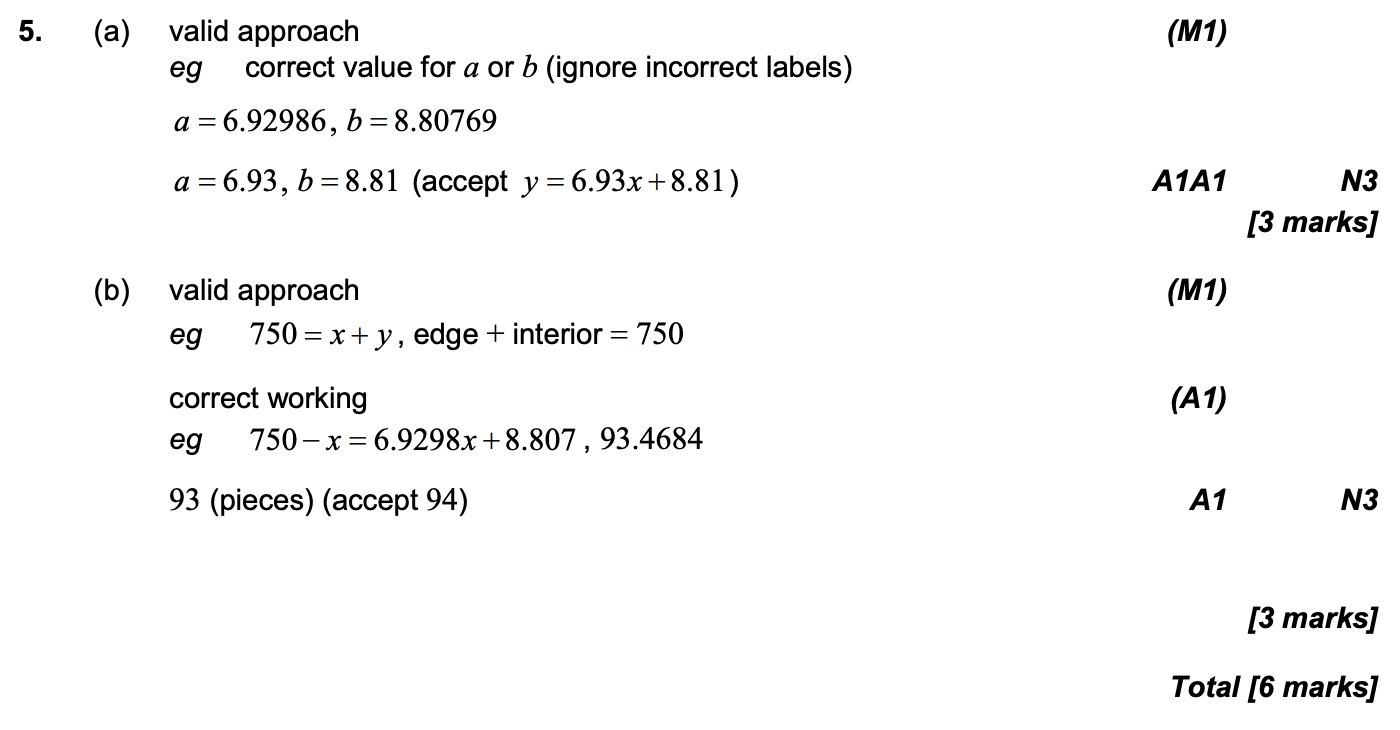 5. (a) valid approach (M1)
eg correct value for a or b (ignore incorrect labels)
a = 6.92986, b = 8.80769
a = 6.93, b = 8.81 (accept y = 6.93x + 8.81) A1A1 N3
[3 marks]
(b) valid approach (M1)
eg 750 = x + y, edge + interior = 750
correct working (A1)
eg 750 − x = 6.9298x + 8.807, 93.4684
93 (pieces) (accept 94) A1 N3
[3 marks]
Total [6 marks]